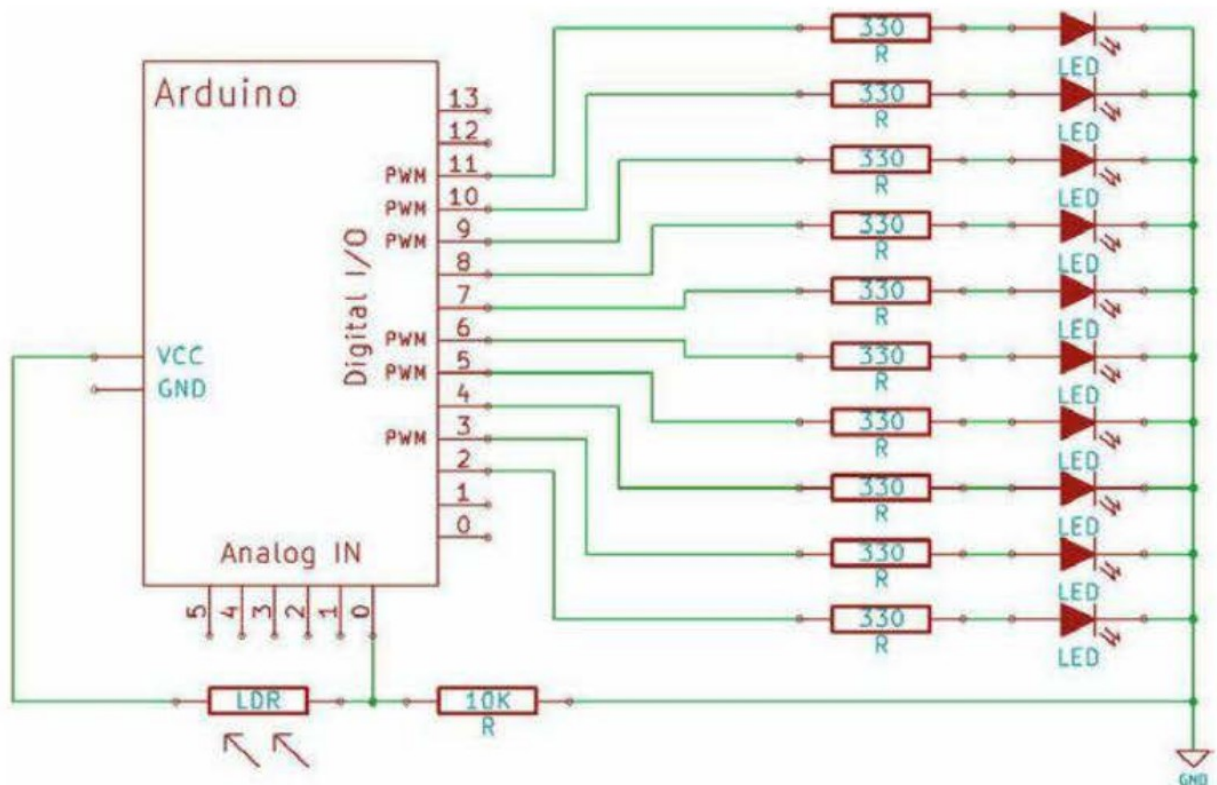 Arduino
13
12
PWM 11
PWM 10
PWM 9
8
7
PWM 6
PWM 5
4
PWM 3
2
1
0
Digital I/O
VCC
GND
Analog IN
5 4 3 2 1 0
330
R
LED
330
R
LED
330
R
LED
330
R
LED
330
R
LED
330
R
LED
330
R
LED
330
R
LED
330
R
LED
330
R
LED
LDR
10K
R
GND